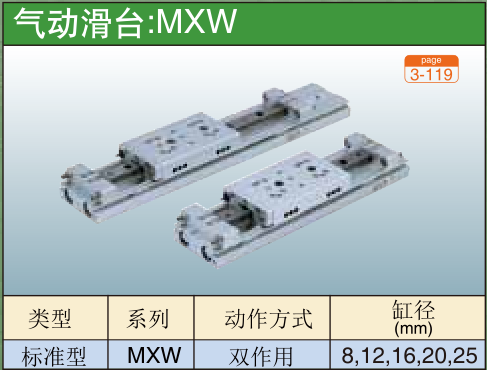 气动滑台:MXW
page
3-119
类型 系列 动作方式 缸径
(mm)
标准型 MXW 双作用 8,12,16,20,25